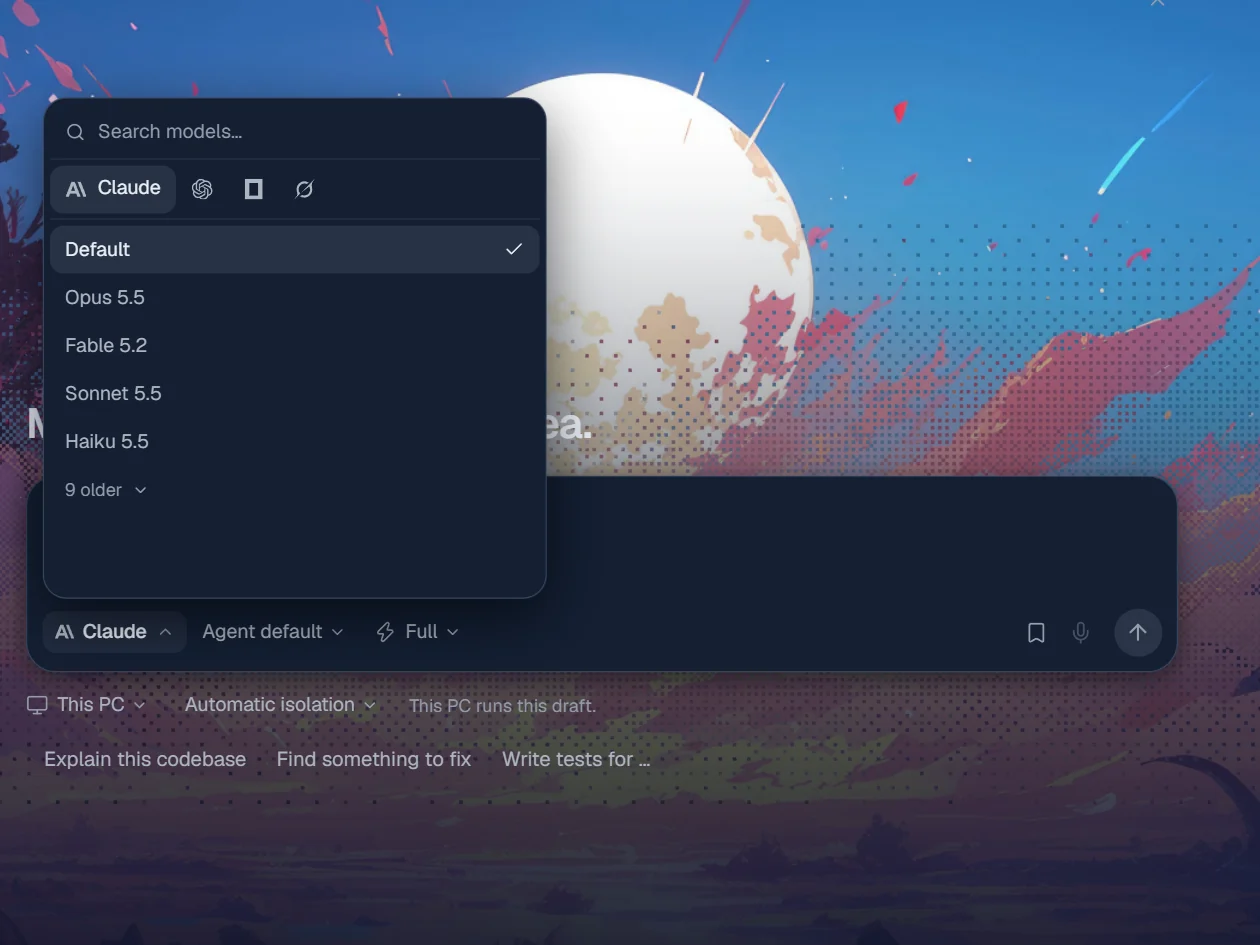 Search models...
Claude
Default
Opus 5.5
Fable 5.2
Sonnet 5.5
Haiku 5.5
9 older
ea.
Claude Agent default Full
This PC Automatic isolation This PC runs this draft.
Explain this codebase Find something to fix Write tests for ...